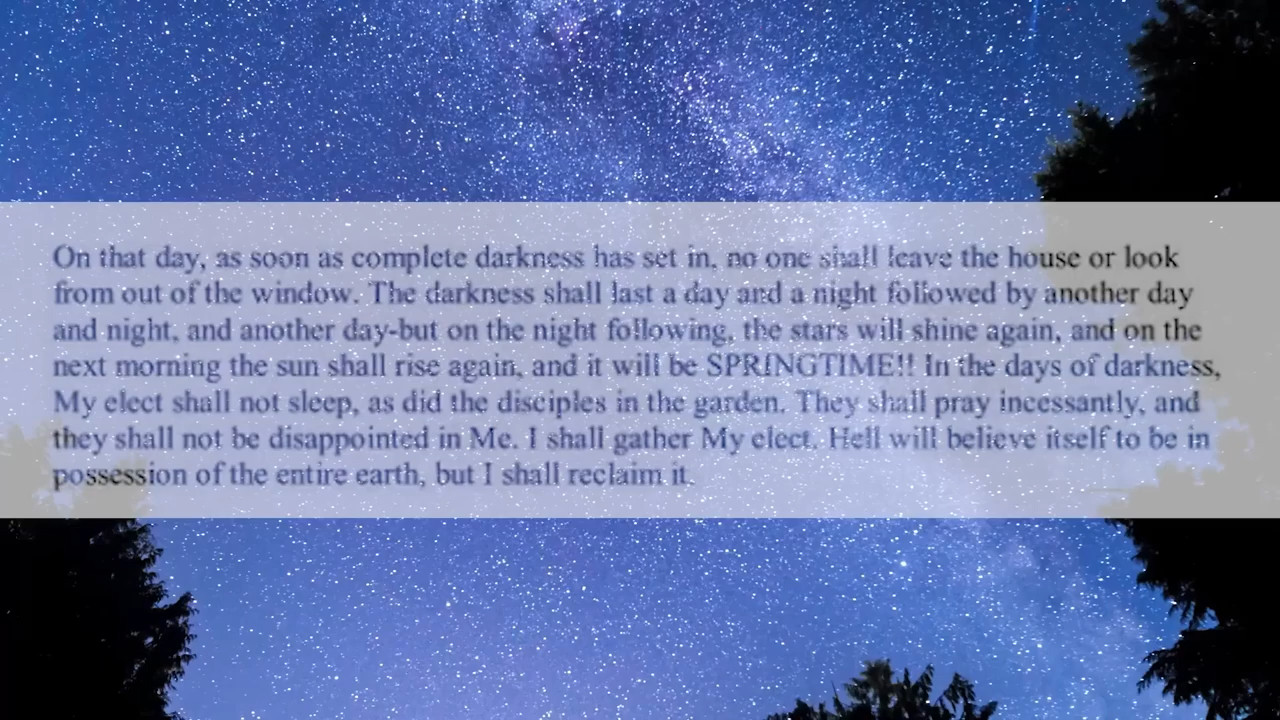 On that day, as soon as complete darkness has set in, no one shall leave the house or look
from out of the window. The darkness shall last a day and a night followed by another day
and night, and another day-but on the night following, the stars will shine again, and on the
next morning the sun shall rise again, and it will be SPRINGTIME!! In the days of darkness,
My elect shall not sleep, as did the disciples in the garden. They shall pray incessantly, and
they shall not be disappointed in Me. I shall gather My elect. Hell will believe itself to be in
possession of the entire earth, but I shall reclaim it.